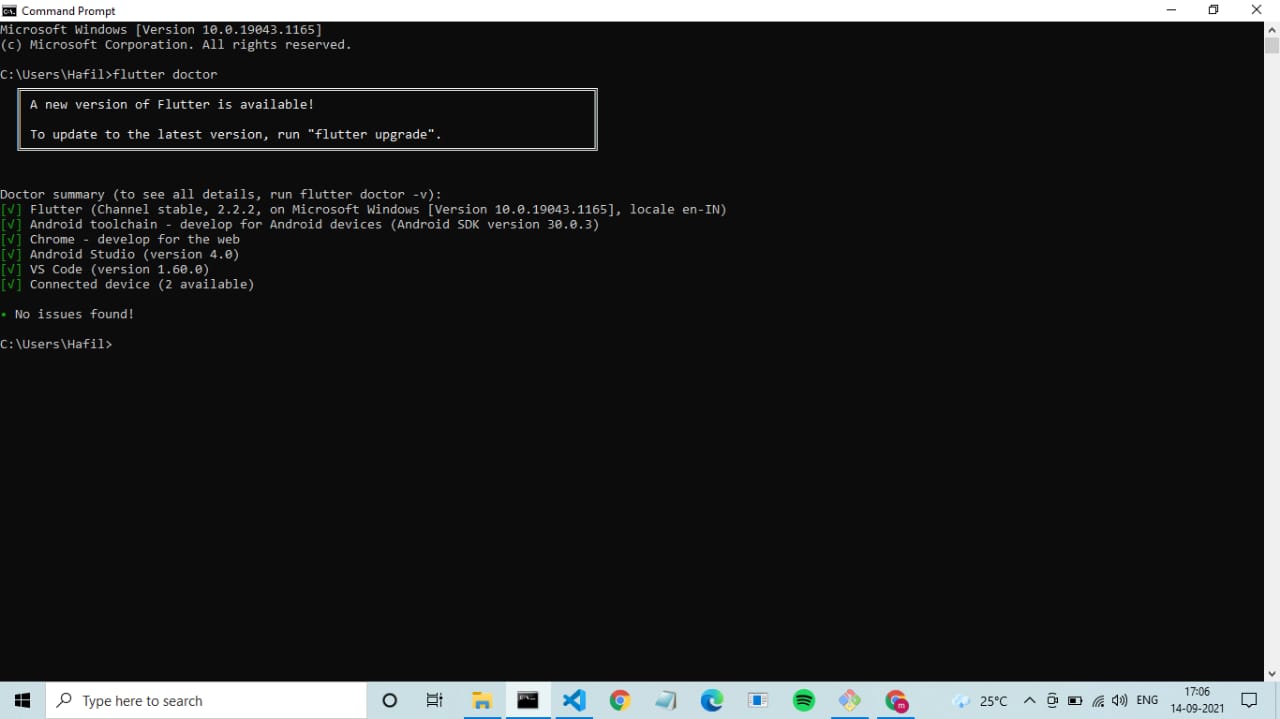 Command Prompt
Microsoft Windows [Version 10.0.19043.1165]
(c) Microsoft Corporation. All rights reserved.
C:\Users\Hafil>flutter doctor
A new version of Flutter is available!
To update to the latest version, run "flutter upgrade".
Doctor summary (to see all details, run flutter doctor -v):
[√] Flutter (Channel stable, 2.2.2, on Microsoft Windows [Version 10.0.19043.1165], locale en-IN)
[√] Android toolchain - develop for Android devices (Android SDK version 30.0.3)
[√] Chrome - develop for the web
[√] Android Studio (version 4.0)
[√] VS Code (version 1.60.0)
[√] Connected device (2 available)
• No issues found!
C:\Users\Hafil>
Type here to search
25°C
ENG
17:06
14-09-2021